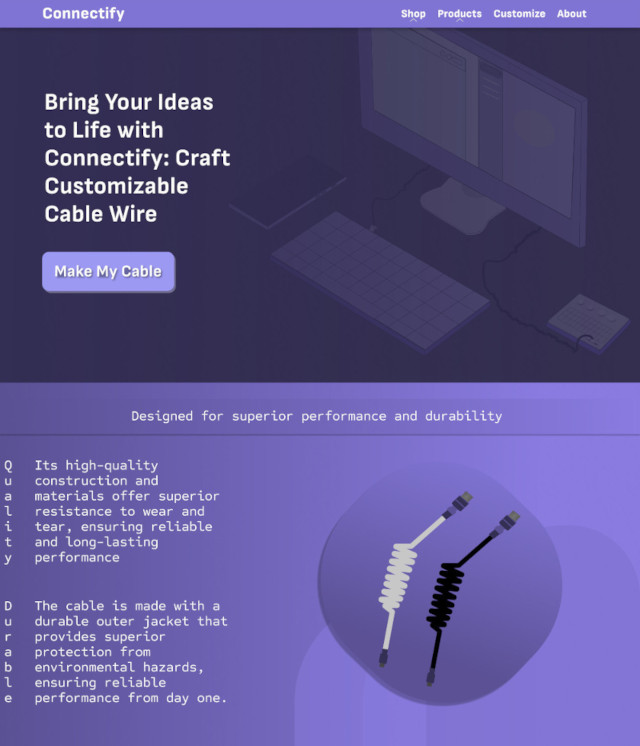 Connectify
Shop Products Customize About
Bring Your Ideas
to Life with
Connectify: Craft
Customizable
Cable Wire
Make My Cable
Designed for superior performance and durability
Quality
Its high-quality
construction and
materials offer superior
resistance to wear and
tear, ensuring reliable
and long-lasting
performance
Durable
The cable is made with a
durable outer jacket that
provides superior
protection from
environmental hazards,
ensuring reliable
performance from day one.